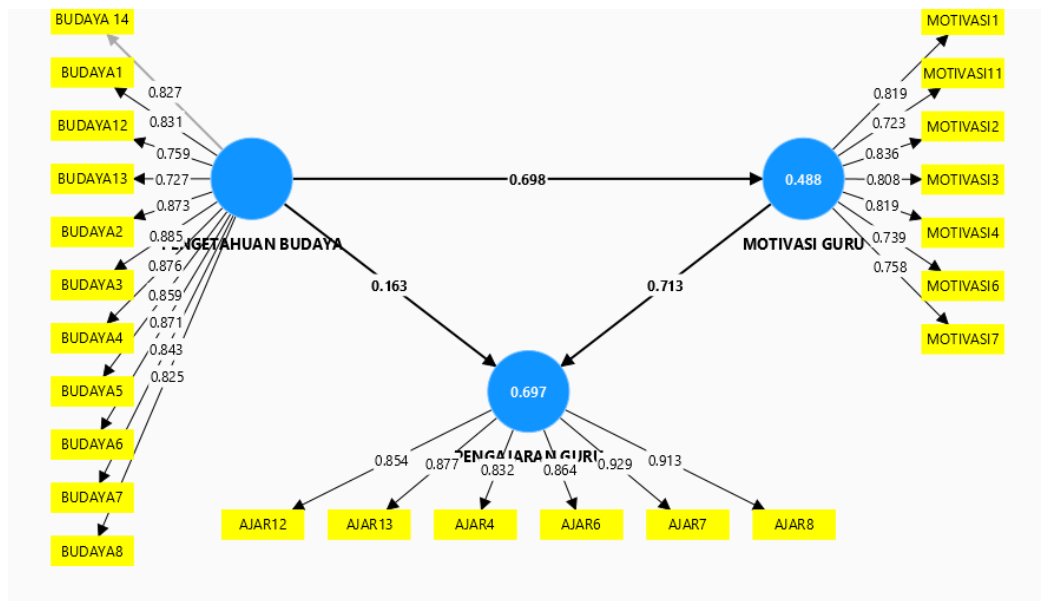 BUDAYA 14
BUDAYA1
BUDAYA12
BUDAYA13
BUDAYA2
BUDAYA3
BUDAYA4
BUDAYA5
BUDAYA6
BUDAYA7
BUDAYA8
0.827
0.831
0.759
0.727
0.873
0.885
0.876
0.859
0.871
0.843
0.825
PENGETAHUAN BUDAYA
0.698
0.163
0.713
0.488
MOTIVASI GURU
0.819
0.723
0.836
0.808
0.819
0.739
0.758
MOTIVASI1
MOTIVASI11
MOTIVASI2
MOTIVASI3
MOTIVASI4
MOTIVASI6
MOTIVASI7
0.697
PENGAJARAN GURU
0.854
0.877
0.832
0.864
0.929
0.913
AJAR12
AJAR13
AJAR4
AJAR6
AJAR7
AJAR8